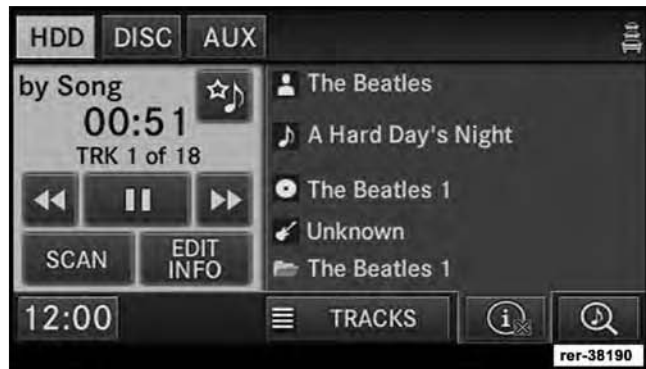 HDD DISC AUX
by Song
00:51
TRK 1 of 18
SCAN
EDIT
INFO
The Beatles
A Hard Day's Night
The Beatles 1
Unknown
The Beatles 1
12:00
TRACKS
i
rer-38190